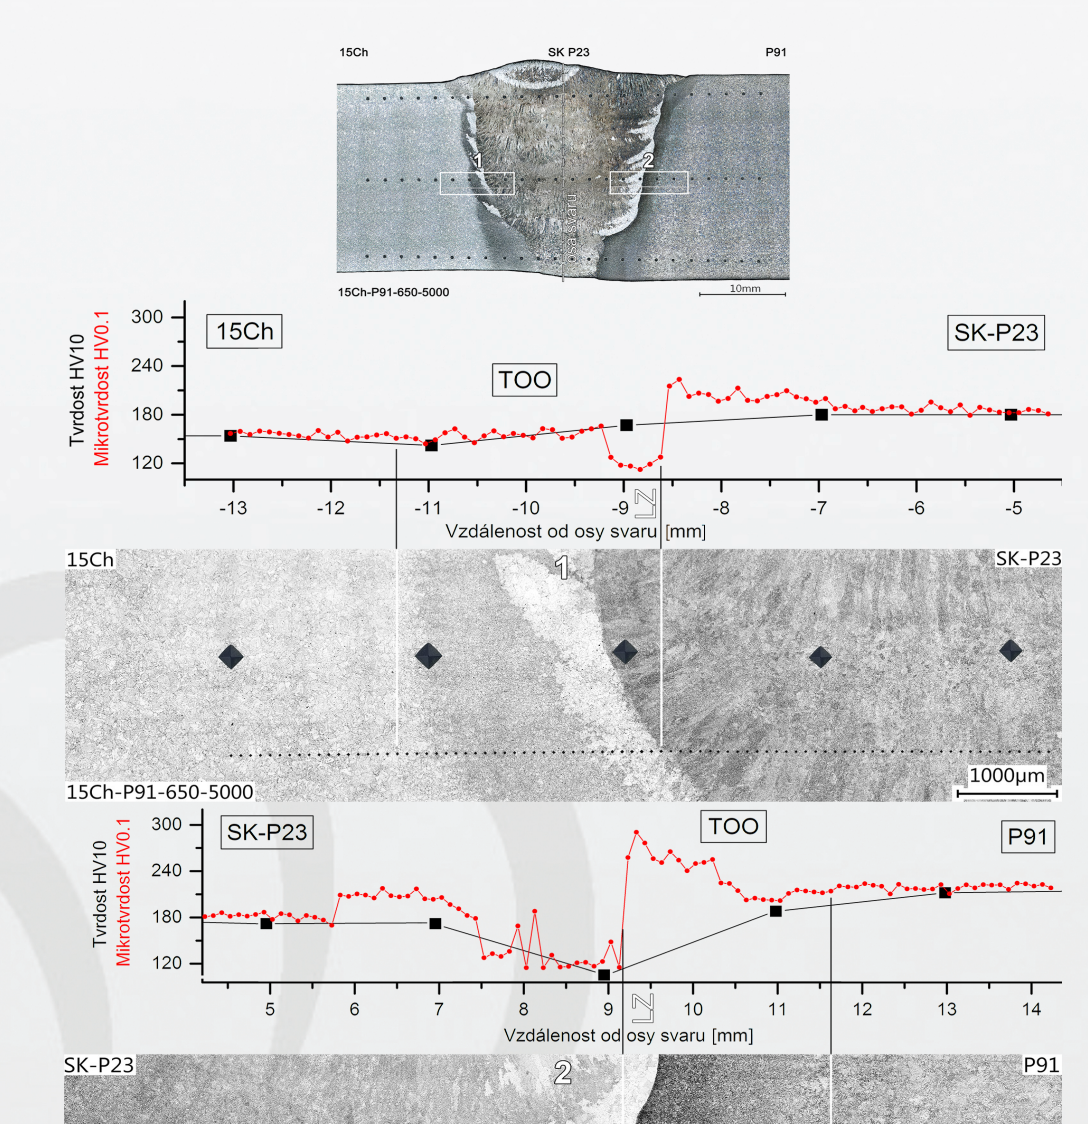 15Ch SK P23 P91
1 2
osa svaru
15Ch-P91-650-5000 10mm
Tvrdost HV10
Mikrotvrdost HV0.1
300
240
180
120
15Ch TOO SK-P23
-13 -12 -11 -10 -9 -8 -7 -6 -5
LZ
Vzdálenost od osy svaru [mm]
15Ch 1 SK-P23
15Ch-P91-650-5000 1000µm
Tvrdost HV10
Mikrotvrdost HV0.1
300
240
180
120
SK-P23 TOO P91
5 6 7 8 9 10 11 12 13 14
LZ
Vzdálenost od osy svaru [mm]
SK-P23 2 P91